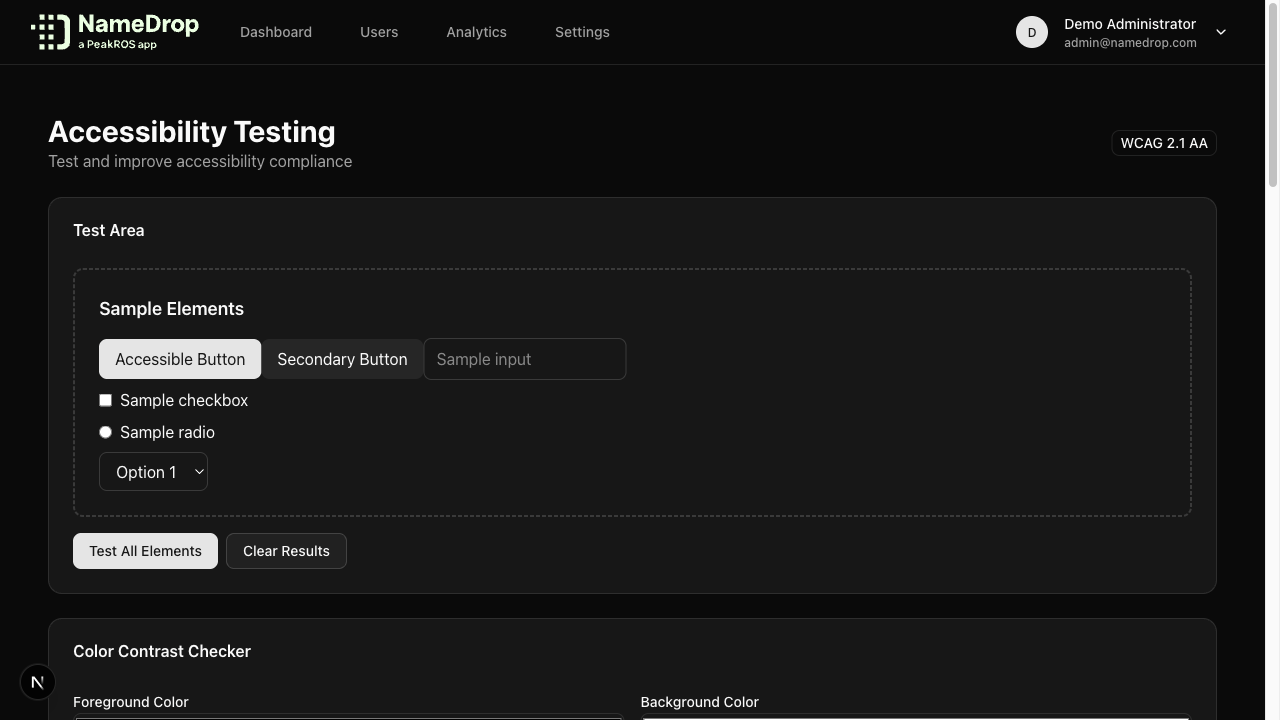 NameDrop
a PeakROS app
Dashboard
Users
Analytics
Settings
D
Demo Administrator
admin@namedrop.com
Accessibility Testing
Test and improve accessibility compliance
WCAG 2.1 AA
Test Area
Sample Elements
Accessible Button
Secondary Button
Sample input
Sample checkbox
Sample radio
Option 1
Test All Elements
Clear Results
Color Contrast Checker
N
Foreground Color
Background Color